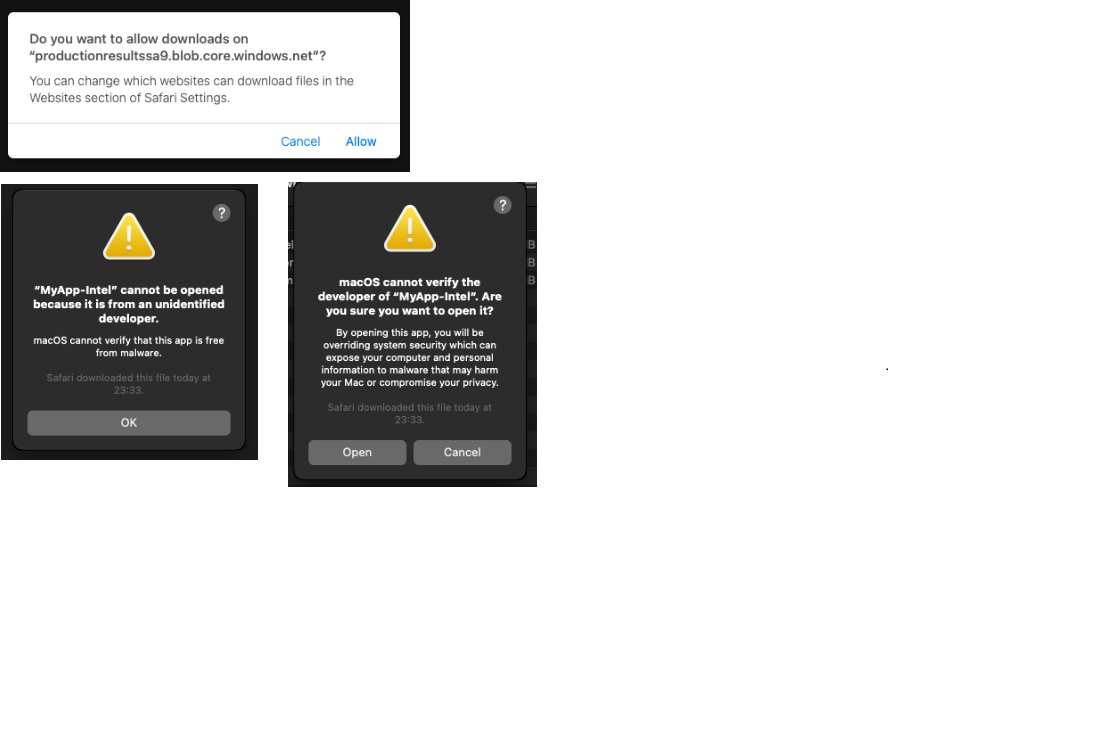 Do you want to allow downloads on
“productionresultssa9.blob.core.windows.net”?
You can change which websites can download files in the
Websites section of Safari Settings.
Cancel Allow
?
“MyApp-Intel” cannot be opened
because it is from an unidentified
developer.
macOS cannot verify that this app is free
from malware.
Safari downloaded this file today at
23:33.
OK
?
macOS cannot verify the
developer of “MyApp-Intel”. Are
you sure you want to open it?
By opening this app, you will be
overriding system security which can
expose your computer and personal
information to malware that may harm
your Mac or compromise your privacy.
Safari downloaded this file today at
23:33.
Open Cancel